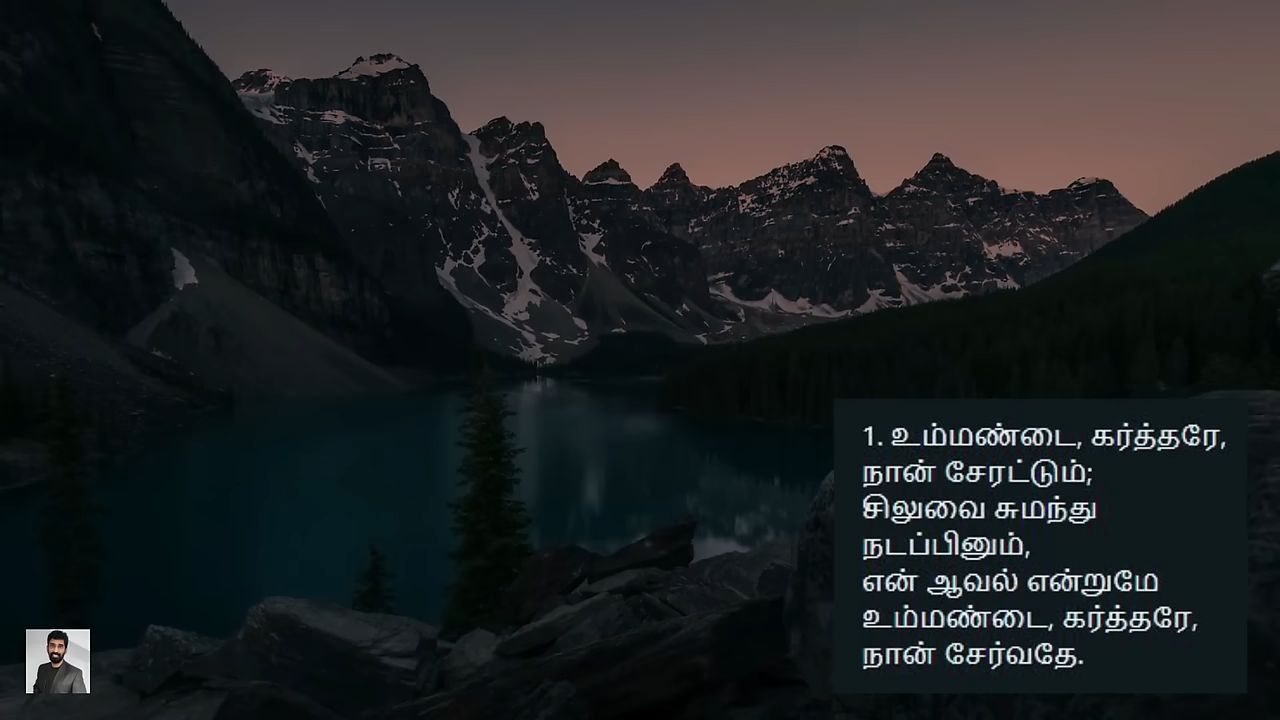 1. உம்மண்டை, கர்த்தரே,
நான் சேரட்டும்;
சிலுவை சுமந்து
நடப்பினும்,
என் ஆவல் என்றுமே
உம்மண்டை, கர்த்தரே,
நான் சேர்வதே.